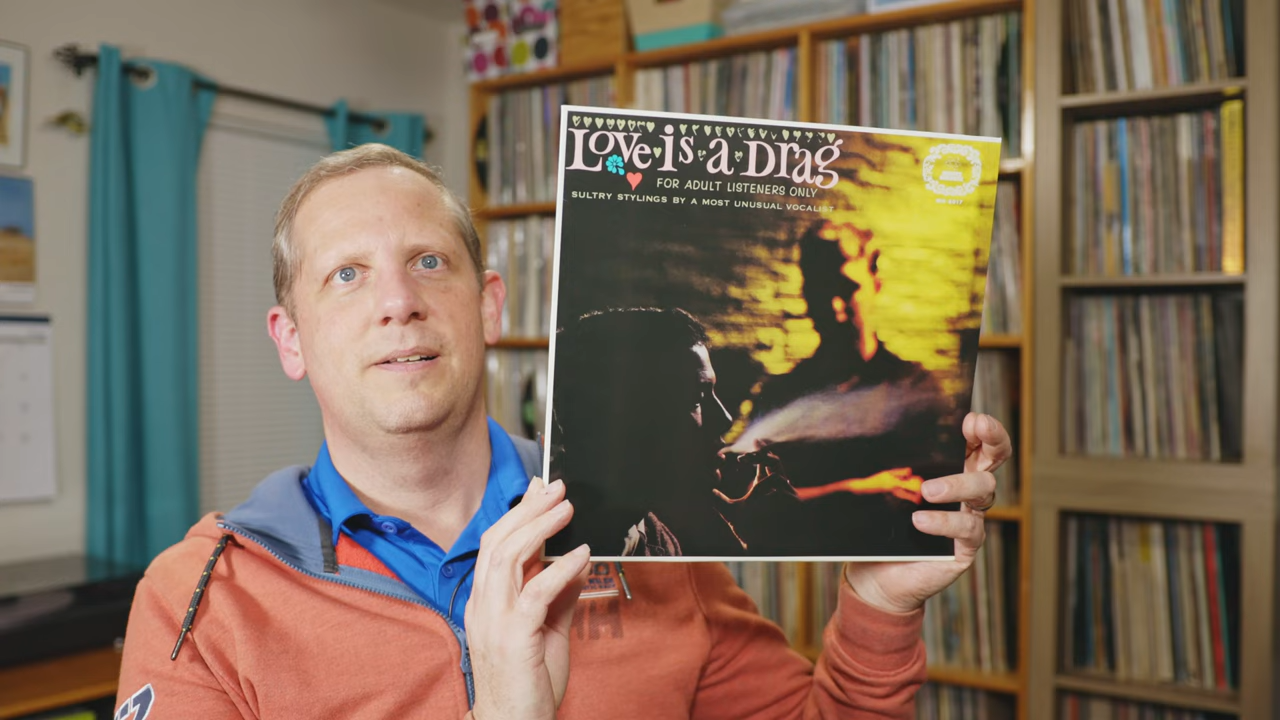 Love is a Drag
FOR ADULT LISTENERS ONLY
SULTRY STYLINGS BY A MOST UNUSUAL VOCALIST